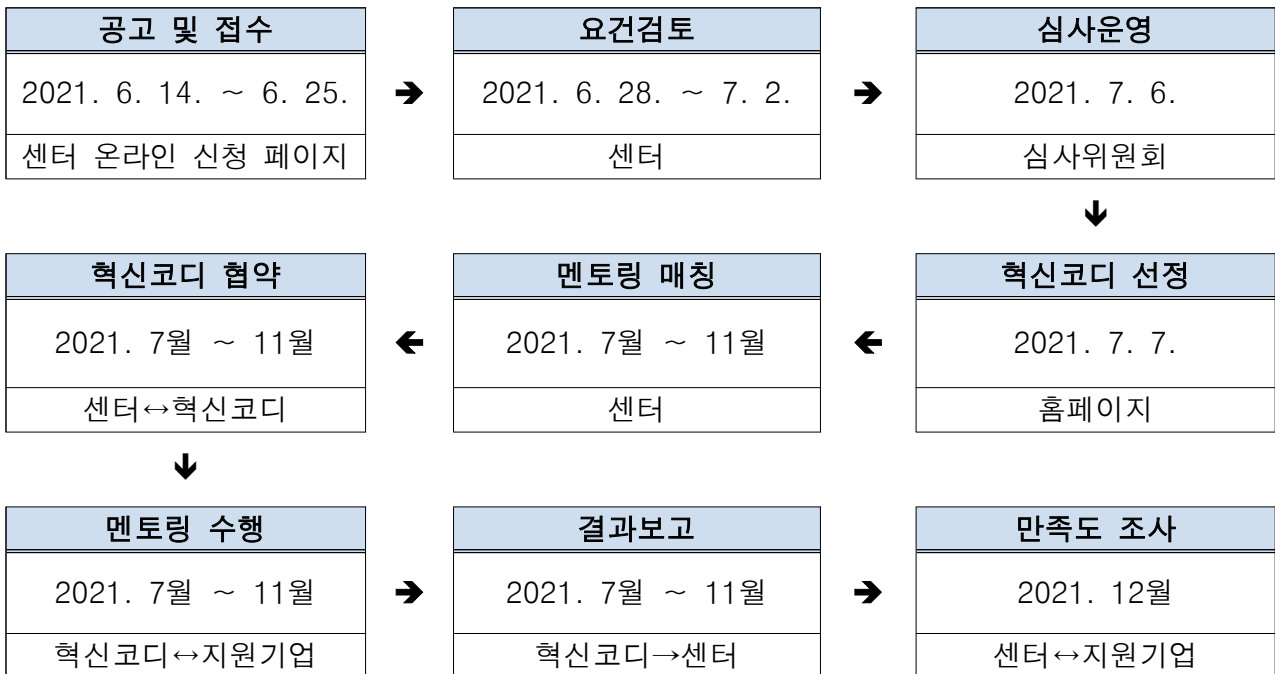 공고 및 접수
2021. 6. 14. ~ 6. 25.
센터 온라인 신청 페이지
➔
요건검토
2021. 6. 28. ~ 7. 2.
센터
➔
심사운영
2021. 7. 6.
심사위원회
🡻
혁신코디 선정
2021. 7. 7.
홈페이지
🡸
멘토링 매칭
2021. 7월 ~ 11월
센터
🡸
혁신코디 협약
2021. 7월 ~ 11월
센터↔혁신코디
🡻
멘토링 수행
2021. 7월 ~ 11월
혁신코디↔지원기업
➔
결과보고
2021. 7월 ~ 11월
혁신코디→센터
➔
만족도 조사
2021. 12월
센터↔지원기업